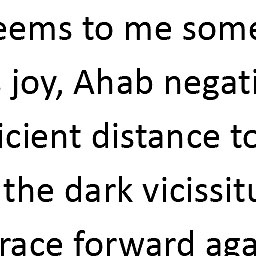 eems to me some
joy, Ahab negati
icient distance to
the dark vicissitu
race forward aga